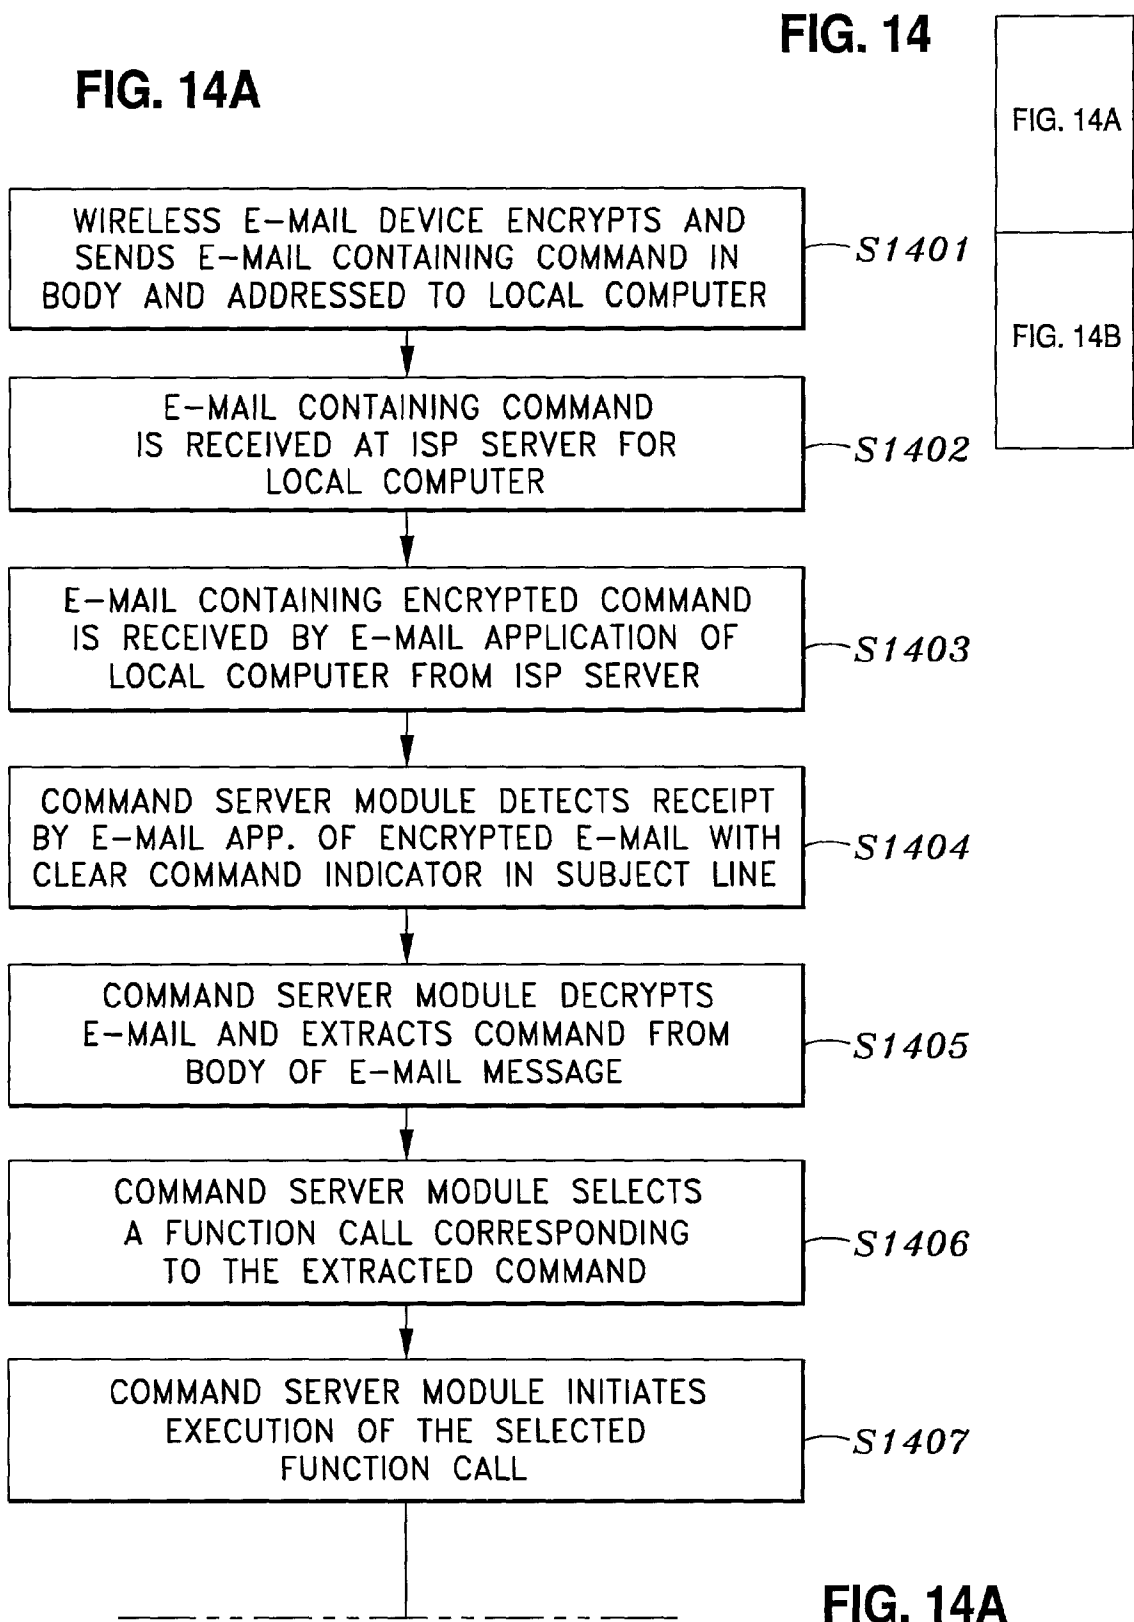 FIG. 14
FIG. 14A
FIG. 14A
FIG. 14B
WIRELESS E-MAIL DEVICE ENCRYPTS AND
SENDS E-MAIL CONTAINING COMMAND IN
BODY AND ADDRESSED TO LOCAL COMPUTER
S1401
E-MAIL CONTAINING COMMAND
IS RECEIVED AT ISP SERVER FOR
LOCAL COMPUTER
S1402
E-MAIL CONTAINING ENCRYPTED COMMAND
IS RECEIVED BY E-MAIL APPLICATION OF
LOCAL COMPUTER FROM ISP SERVER
S1403
COMMAND SERVER MODULE DETECTS RECEIPT
BY E-MAIL APP. OF ENCRYPTED E-MAIL WITH
CLEAR COMMAND INDICATOR IN SUBJECT LINE
S1404
COMMAND SERVER MODULE DECRYPTS
E-MAIL AND EXTRACTS COMMAND FROM
BODY OF E-MAIL MESSAGE
S1405
COMMAND SERVER MODULE SELECTS
A FUNCTION CALL CORRESPONDING
TO THE EXTRACTED COMMAND
S1406
COMMAND SERVER MODULE INITIATES
EXECUTION OF THE SELECTED
FUNCTION CALL
S1407
FIG. 14A